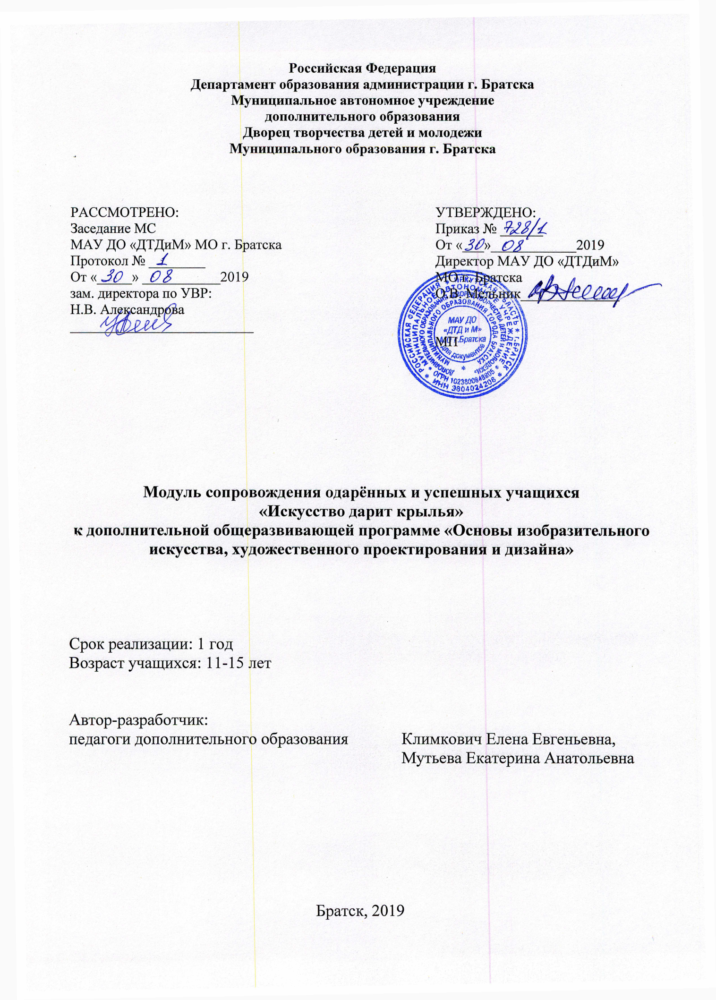 Российская Федерация
Департамент образования администрации г. Братска
Муниципальное автономное учреждение
дополнительного образования
Дворец творчества детей и молодежи
Муниципального образования г. Братска
РАССМОТРЕНО:
Заседание МС
МАУ ДО «ДТДиМ» МО г. Братска
Протокол № 1
От «30» 08 2019
зам. директора по УВР:
Н.В. Александрова
УТВЕРЖДЕНО:
Приказ № 728/1
От «30» 08 2019
Директор МАУ ДО «ДТДиМ»
МО г. Братска
О.В. Мельник
МП
РОССИЙСКАЯ ФЕДЕРАЦИЯ * ИРКУТСКАЯ ОБЛАСТЬ * г.БРАТСК * ИНН 3804024208 *
МУНИЦИПАЛЬНОЕ АВТОНОМНОЕ УЧРЕЖДЕНИЕ * ОГРН 1023800848805 *
ДОПОЛНИТЕЛЬНОГО ОБРАЗОВАНИЯ «ДВОРЕЦ ТВОРЧЕСТВА ДЕТЕЙ И МОЛОДЕЖИ»
МУНИЦИПАЛЬНОГО ОБРАЗОВАНИЯ ГОРОДА БРАТСКА *
МАУ ДО
«ДТД и М»
МО г.Братска
для документов
Модуль сопровождения одарённых и успешных учащихся
«Искусство дарит крылья»
к дополнительной общеразвивающей программе «Основы изобразительного
искусства, художественного проектирования и дизайна»
Срок реализации: 1 год
Возраст учащихся: 11-15 лет
Автор-разработчик:
педагоги дополнительного образования
Климкович Елена Евгеньевна,
Мутьева Екатерина Анатольевна
Братск, 2019